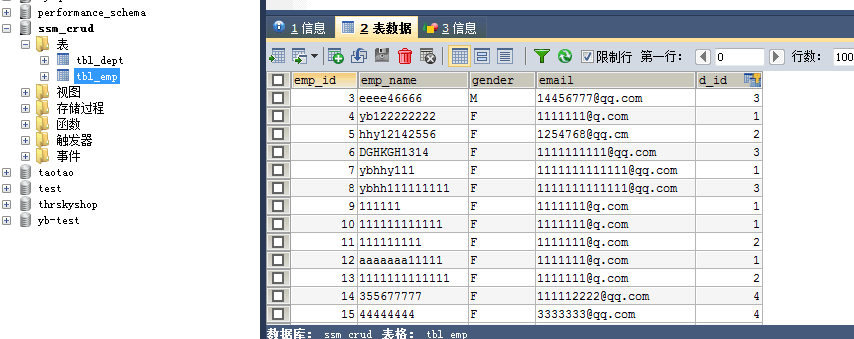 performance_schema
ssm_crud
表
tbl_dept
tbl_emp
视图
存储过程
函数
触发器
事件
taotao
test
thrskyshop
yb-test
1 信息 2 表数据 3 信息
限制行 第一行: 0 行数: 100
emp_id emp_name gender email d_id
3 eeee46666 M 14456777@qq.com 3
4 yb122222222 F 1111111@q.com 1
5 hhy12142556 F 1254768@qq.cm 2
6 DGHKGH1314 F 1111111111@qq.com 3
7 ybhhy111 F 1111111111111@qq.com 1
8 ybhh111111111 F 1111111111111@qq.com 3
9 111111 F 1111111@q.com 1
10 111111111111 F 1111111@q.com 1
11 111111111 F 1111111@q.com 2
12 aaaaaaa11111 F 1111111@q.com 1
13 1111111111111 F 1111111@q.com 2
14 355677777 F 111112222@qq.com 4
15 44444444 F 3333333@qq.com 4
数据库: ssm_crud 表格: tbl_emp